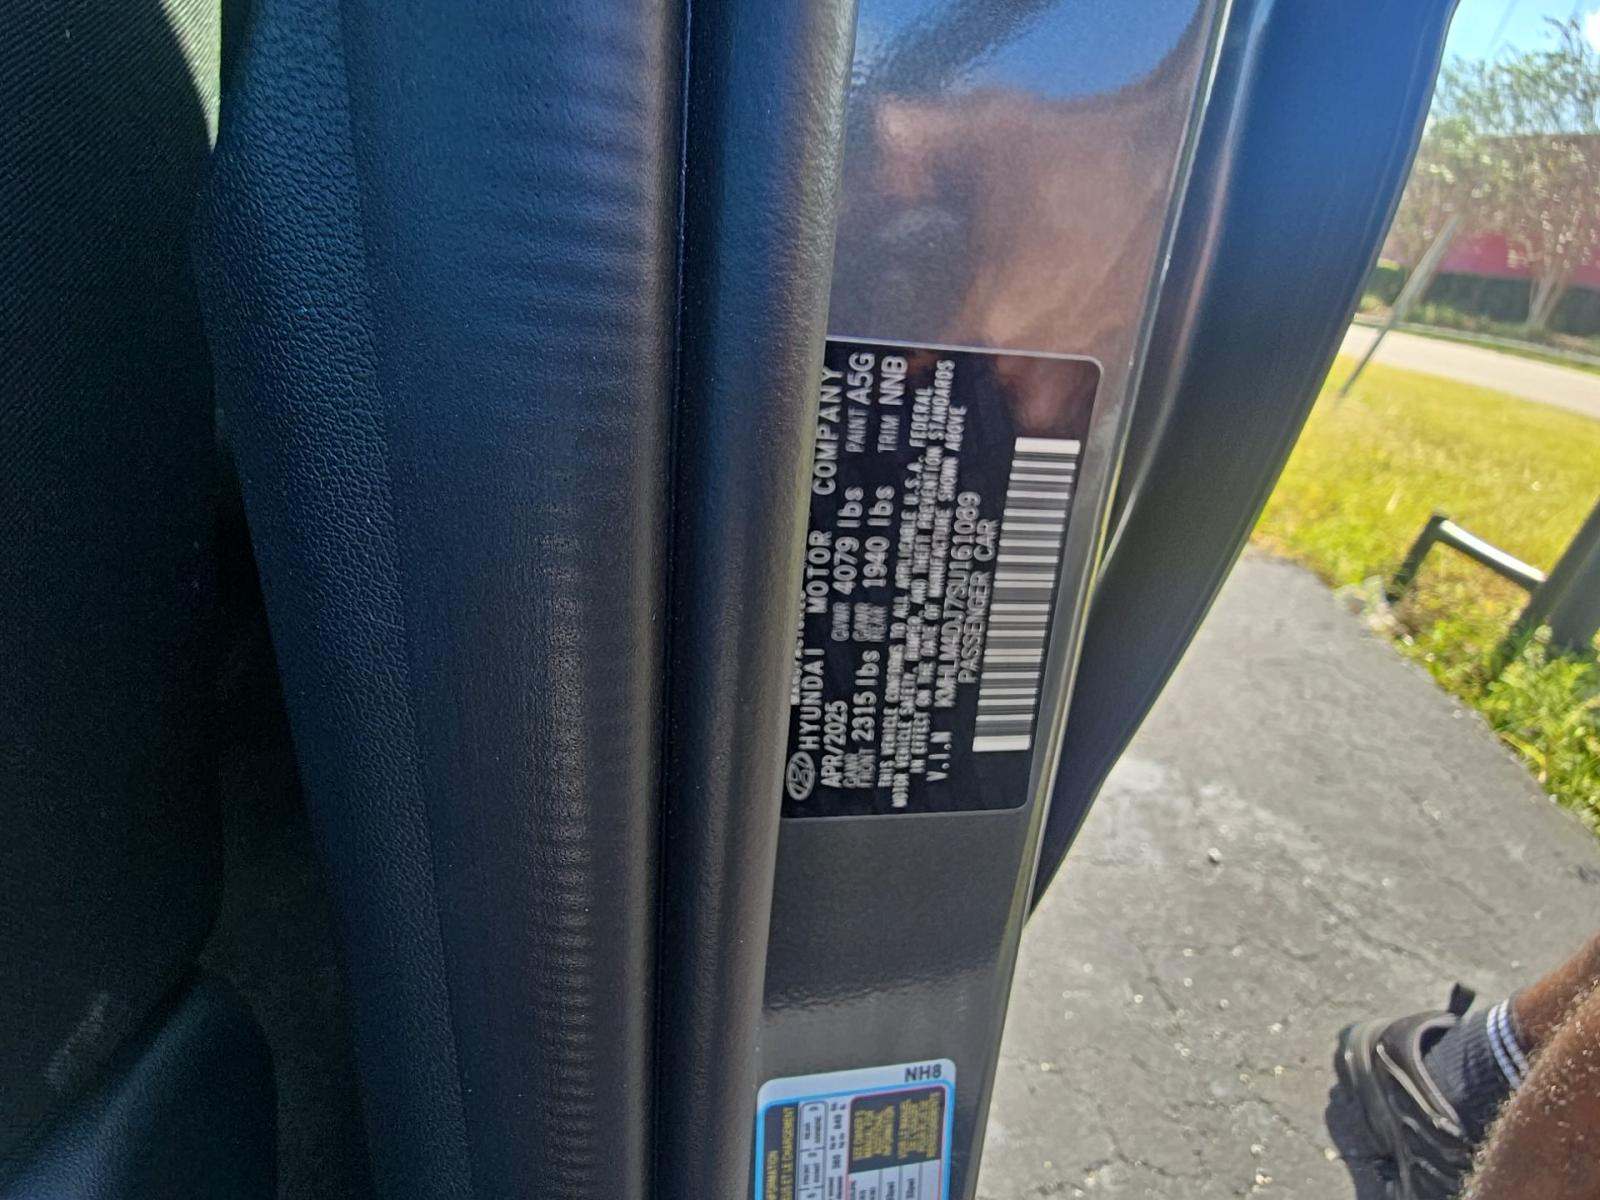 HYUNDAI MOTOR COMPANY
APR/2025 GVWR 4079 lbs PAINT A5G
GAWR FRONT 2315 lbs GAWR REAR 1940 lbs TRIM NNB
THIS VEHICLE CONFORMS TO ALL APPLICABLE U.S.A. FEDERAL
MOTOR VEHICLE SAFETY, BUMPER, AND THEFT PREVENTION STANDARDS
IN EFFECT ON THE DATE OF MANUFACTURE SHOWN ABOVE
V.I.N KMHLM4DJ7SU161089
PASSENGER CAR
NH8